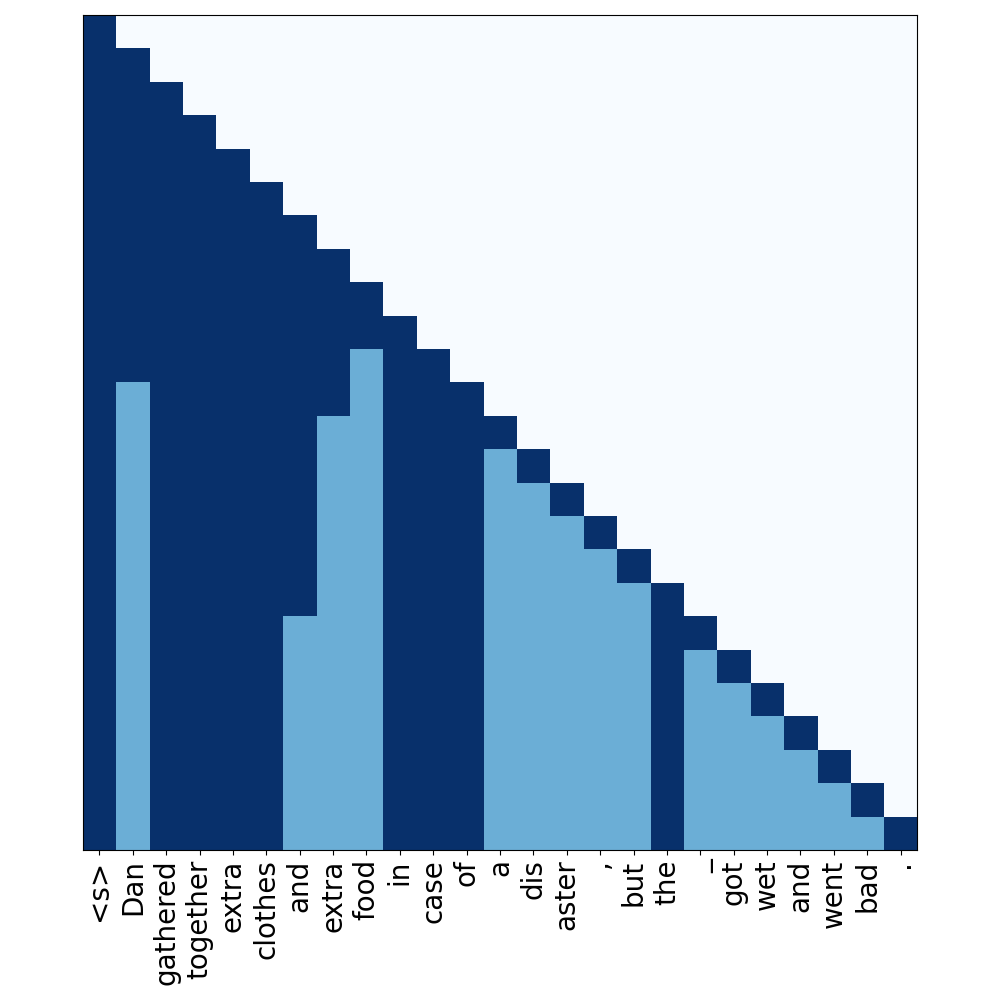 <s> Dan gathered together extra clothes and extra food in case of a dis aster , but the _ got wet and went bad .